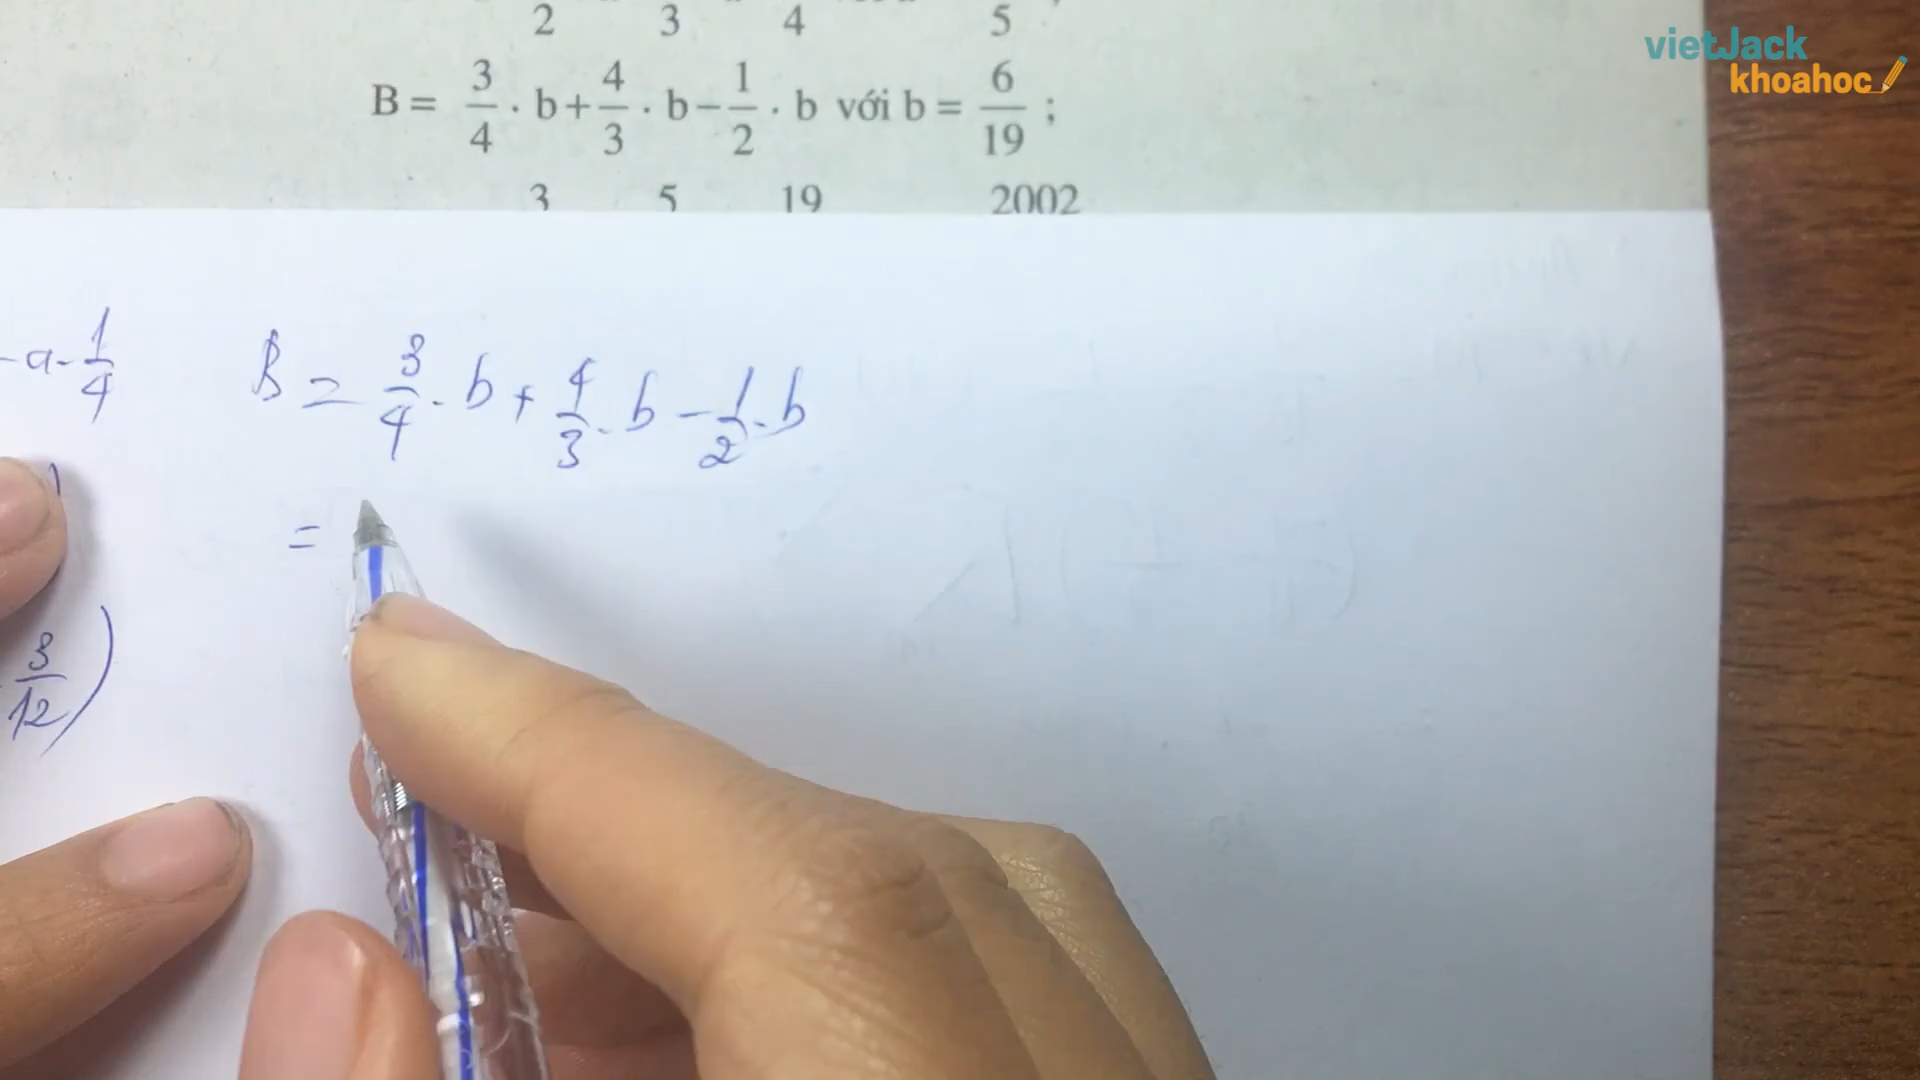 vietJack
khoahoc
2 3 4 5 ;
B = 3/4 · b + 4/3 · b − 1/2 · b với b = 6/19 ;
3 5 19 2002
- a - 1/4
B = 3/4 . b + 4/3 . b - 1/2 . b
=
3/12 )